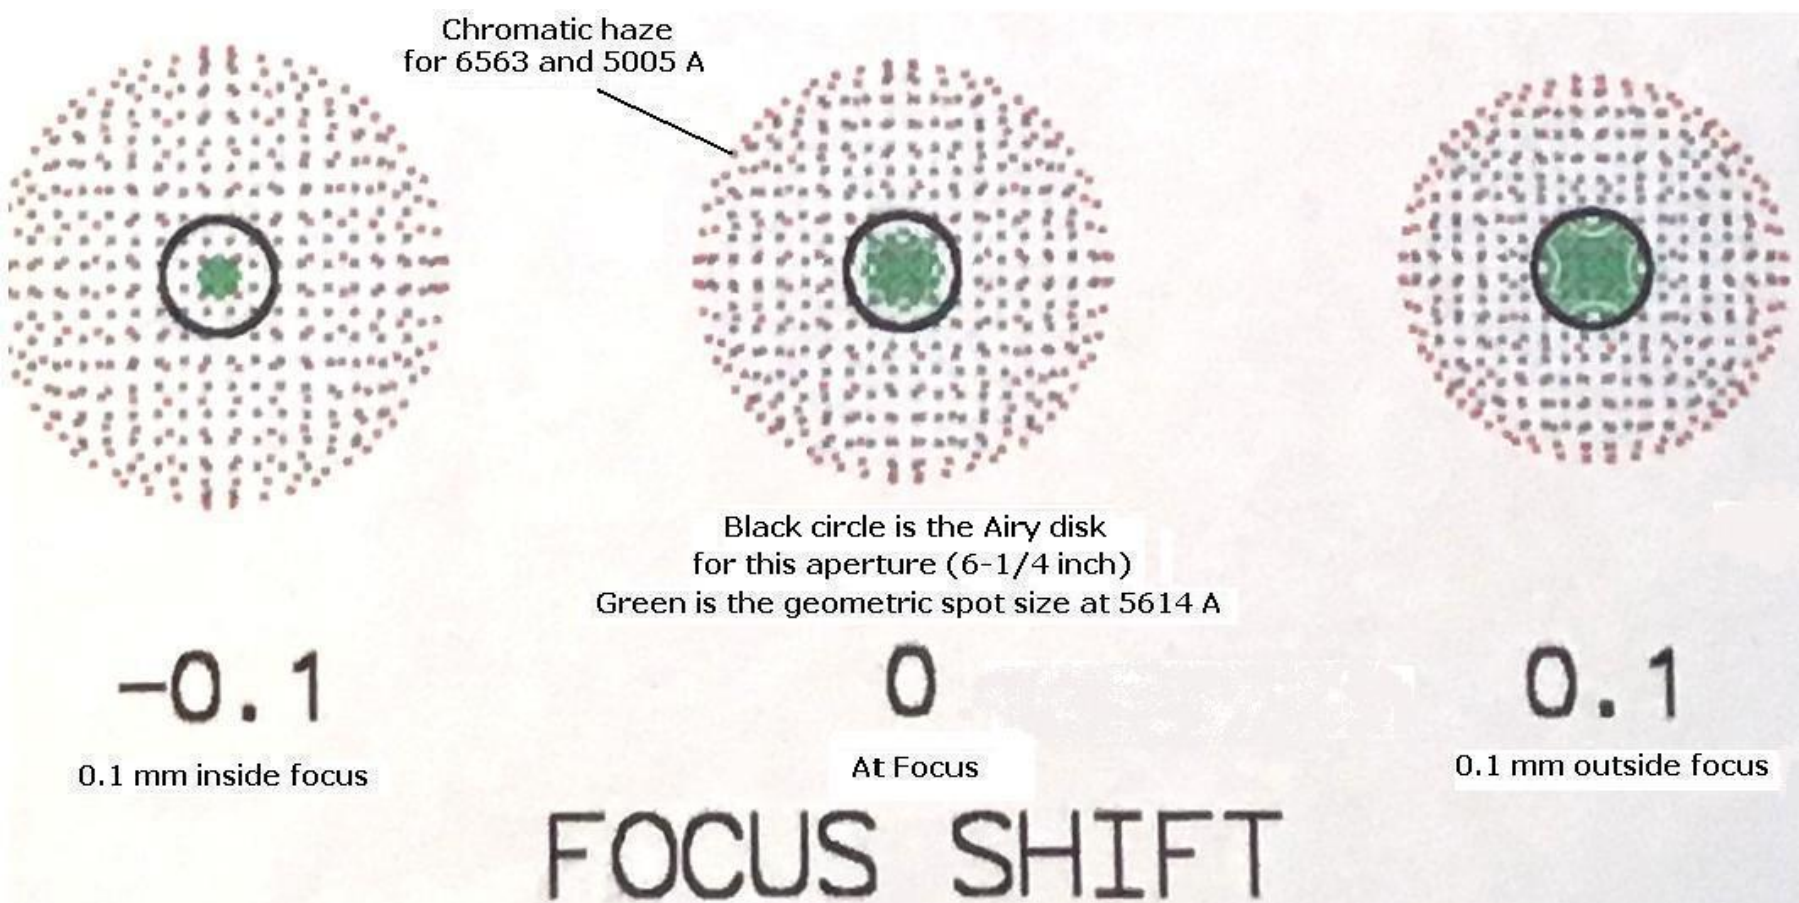 Chromatic haze
for 6563 and 5005 A
Black circle is the Airy disk
for this aperture (6-1/4 inch)
Green is the geometric spot size at 5614 A
-0.1
0
0.1
0.1 mm inside focus
At Focus
0.1 mm outside focus
FOCUS SHIFT